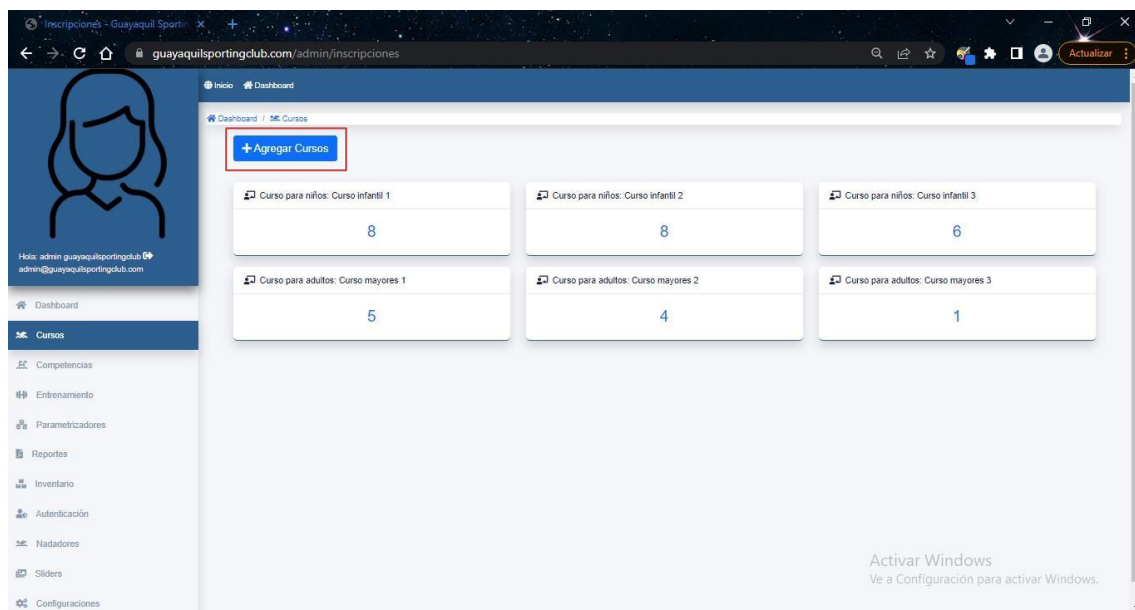 Inscripciones - Guayaquil Sportin
guayaquilsportingclub.com/admin/inscripciones
Actualizar
Inicio Dashboard
Dashboard / Cursos
+ Agregar Cursos
Curso para niños: Curso infantil 1
8
Curso para niños: Curso infantil 2
8
Curso para niños: Curso infantil 3
6
Curso para adultos: Curso mayores 1
5
Curso para adultos: Curso mayores 2
4
Curso para adultos: Curso mayores 3
1
Hola: admin guayaquilsportingclub
admin@guayaquilsportingclub.com
Dashboard
Cursos
Competencias
Entrenamiento
Parametrizadores
Reportes
Inventario
Autenticación
Nadadores
Sliders
Configuraciones
Activar Windows
Ve a Configuración para activar Windows.